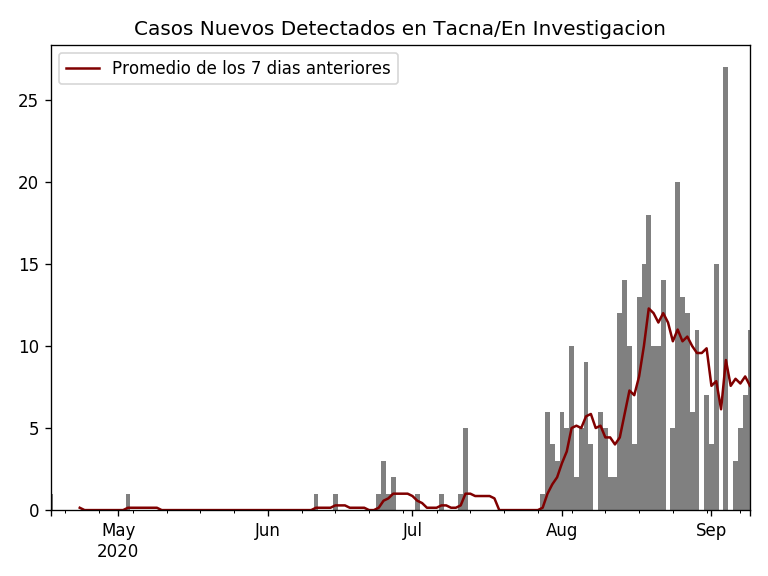 Casos Nuevos Detectados en Tacna/En Investigacion
Promedio de los 7 dias anteriores
25
20
15
10
5
0
May Jun Jul Aug Sep
2020